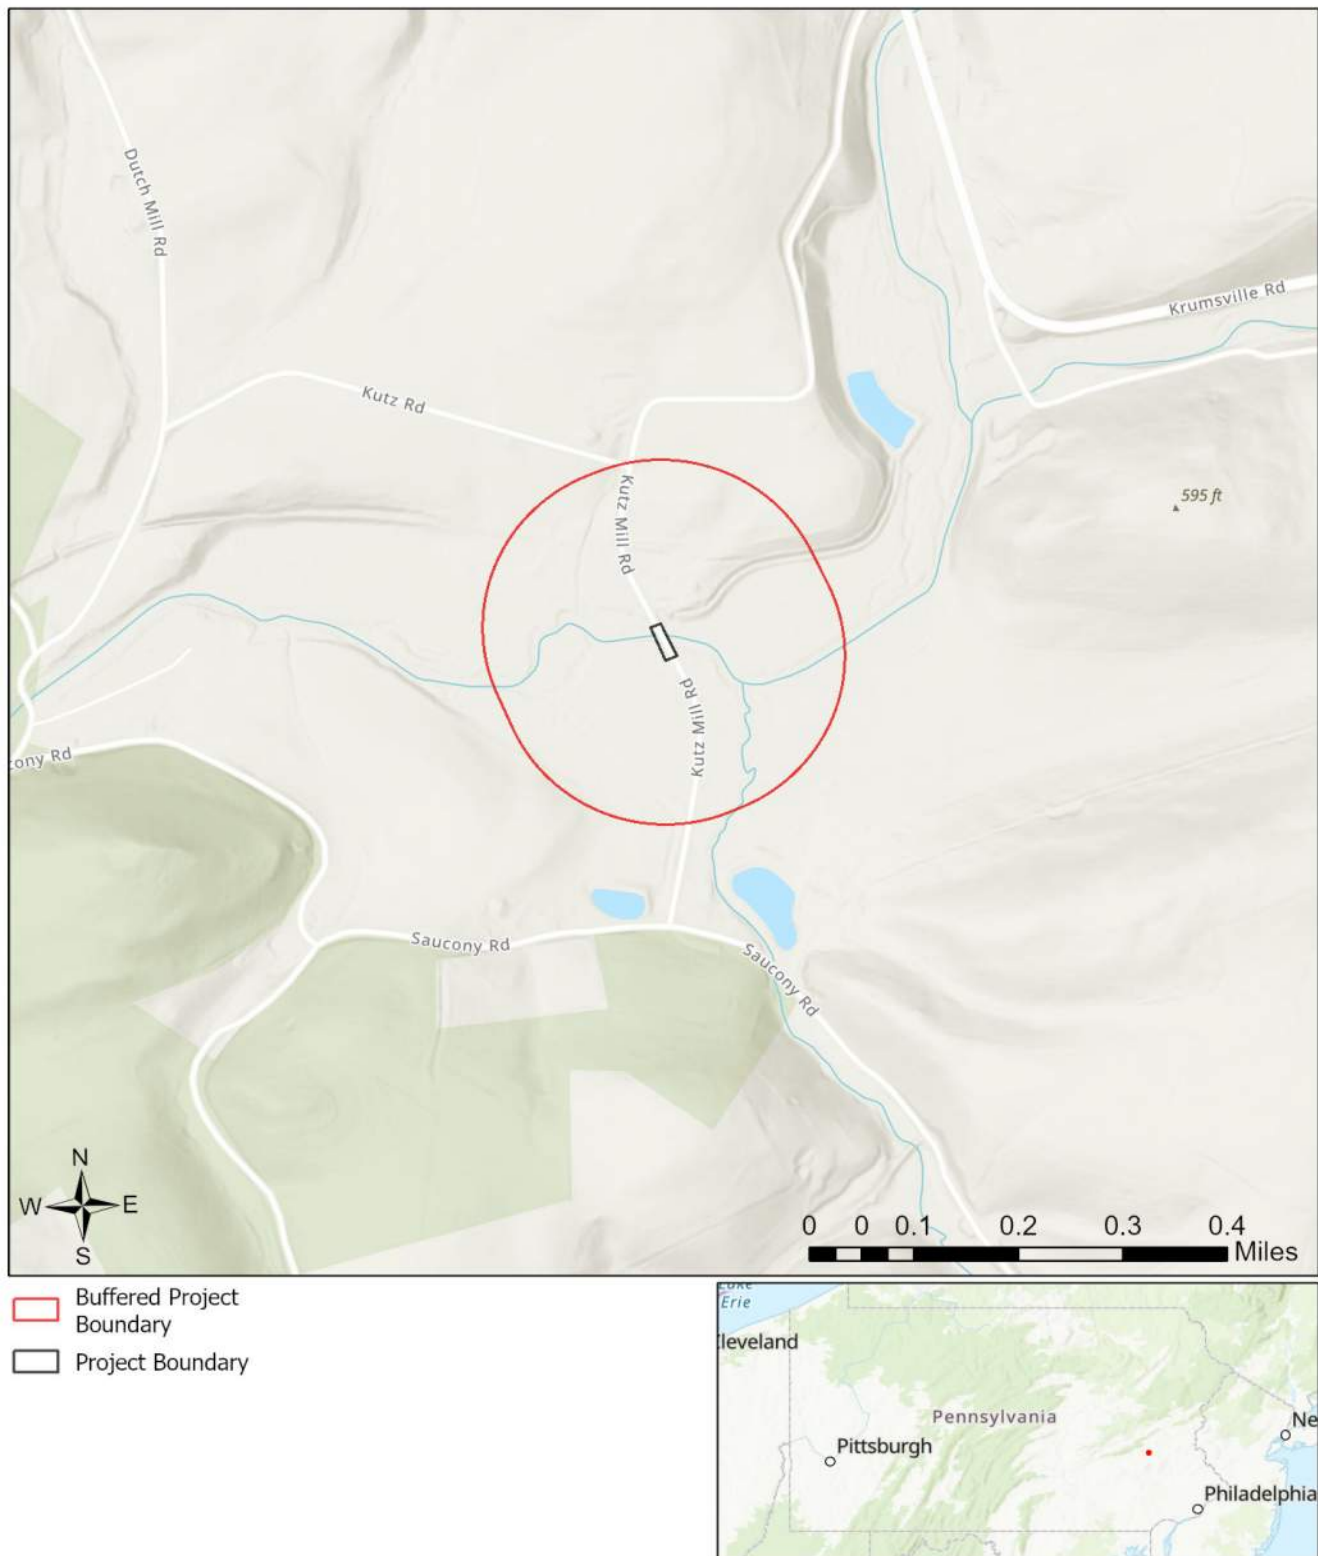 Dutch Mill Rd
Krumsville Rd
Kutz Rd
595 ft
Kutz Mill Rd
Kutz Mill Rd
cony Rd
Saucony Rd
Saucony Rd
N
W E
S
0 0 0.1 0.2 0.3 0.4
Miles
Buffered Project
Boundary
Project Boundary
Lake
Erie
Cleveland
Pennsylvania
Ne
Pittsburgh
Philadelphia